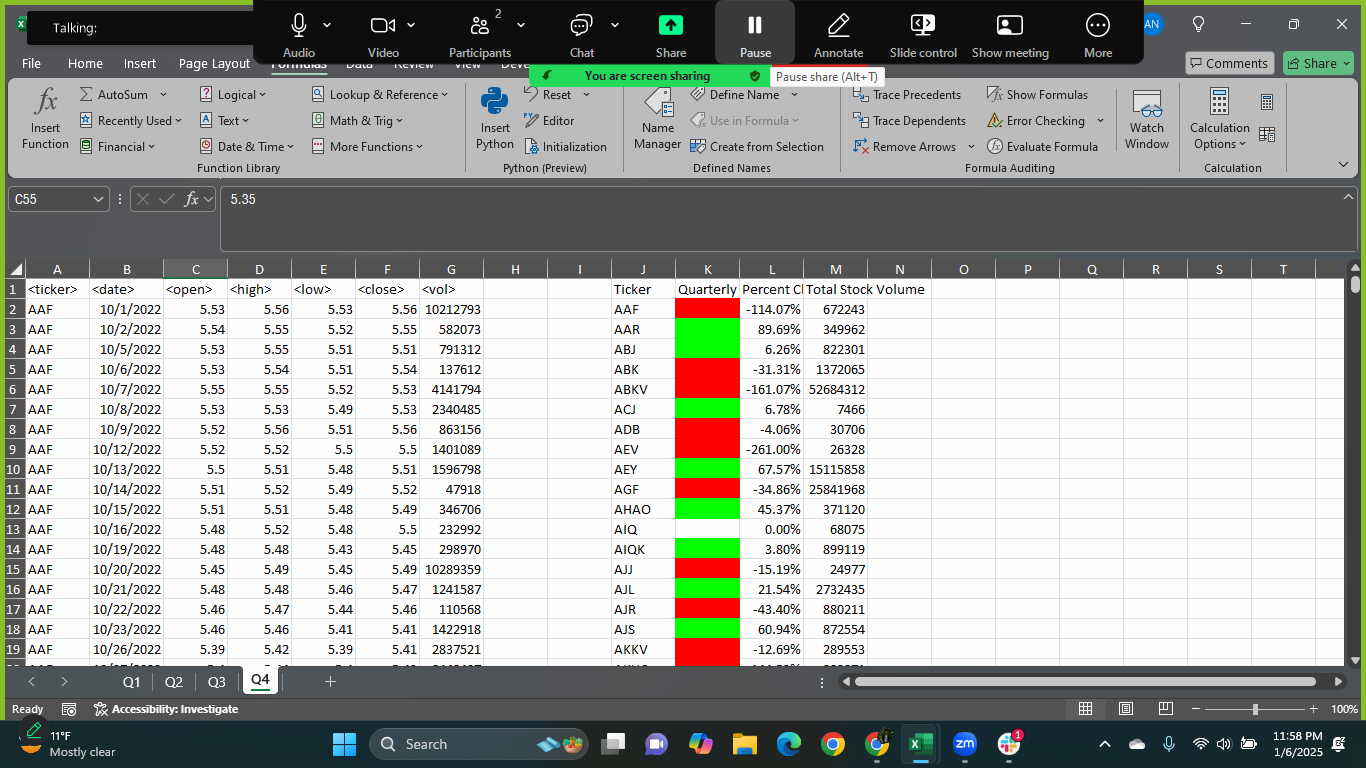 Talking:
Audio
Video
2
Participants
Chat
Share
Pause
Annotate
Slide control
Show meeting
More
AN
File
Home
Insert
Page Layout
Formulas
Comments
Share
You are screen sharing
Pause share (Alt+T)
fx
Insert
Function
AutoSum
Recently Used
Financial
Logical
Text
Date & Time
Lookup & Reference
Math & Trig
More Functions
Function Library
Insert
Python
Reset
Editor
Initialization
Python (Preview)
Name
Manager
Define Name
Use in Formula
Create from Selection
Defined Names
Trace Precedents
Trace Dependents
Remove Arrows
Show Formulas
Error Checking
Evaluate Formula
Formula Auditing
Watch
Window
Calculation
Options
Calculation
C55
fx
5.35
A B C D E F G H I J K L M N O P Q R S T
1 <ticker> <date> <open> <high> <low> <close> <vol> Ticker Quarterly Percent Cl Total Stock Volume
2 AAF 10/1/2022 5.53 5.56 5.53 5.56 10212793 AAF -114.07% 672243
3 AAF 10/2/2022 5.54 5.55 5.52 5.55 582073 AAR 89.69% 349962
4 AAF 10/5/2022 5.53 5.55 5.51 5.51 791312 ABJ 6.26% 822301
5 AAF 10/6/2022 5.53 5.54 5.51 5.54 137612 ABK -31.31% 1372065
6 AAF 10/7/2022 5.55 5.55 5.52 5.53 4141794 ABKV -161.07% 52684312
7 AAF 10/8/2022 5.53 5.53 5.49 5.53 2340485 ACJ 6.78% 7466
8 AAF 10/9/2022 5.52 5.56 5.51 5.56 863156 ADB -4.06% 30706
9 AAF 10/12/2022 5.52 5.52 5.5 5.5 1401089 AEV -261.00% 26328
10 AAF 10/13/2022 5.5 5.51 5.48 5.51 1596798 AEY 67.57% 15115858
11 AAF 10/14/2022 5.51 5.52 5.49 5.52 47918 AGF -34.86% 25841968
12 AAF 10/15/2022 5.51 5.51 5.48 5.49 346706 AHAO 45.37% 371120
13 AAF 10/16/2022 5.48 5.52 5.48 5.5 232992 AIQ 0.00% 68075
14 AAF 10/19/2022 5.48 5.48 5.43 5.45 298970 AIQK 3.80% 899119
15 AAF 10/20/2022 5.45 5.49 5.45 5.49 10289359 AJJ -15.19% 24977
16 AAF 10/21/2022 5.48 5.48 5.46 5.47 1241587 AJL 21.54% 2732435
17 AAF 10/22/2022 5.46 5.47 5.44 5.46 110568 AJR -43.40% 880211
18 AAF 10/23/2022 5.46 5.46 5.41 5.41 1422918 AJS 60.94% 872554
19 AAF 10/26/2022 5.39 5.42 5.39 5.41 2837521 AKKV -12.69% 289553
Q1 Q2 Q3 Q4
Ready
Accessibility: Investigate
100%
11°F
Mostly clear
Search
zm
1
11:58 PM
1/6/2025